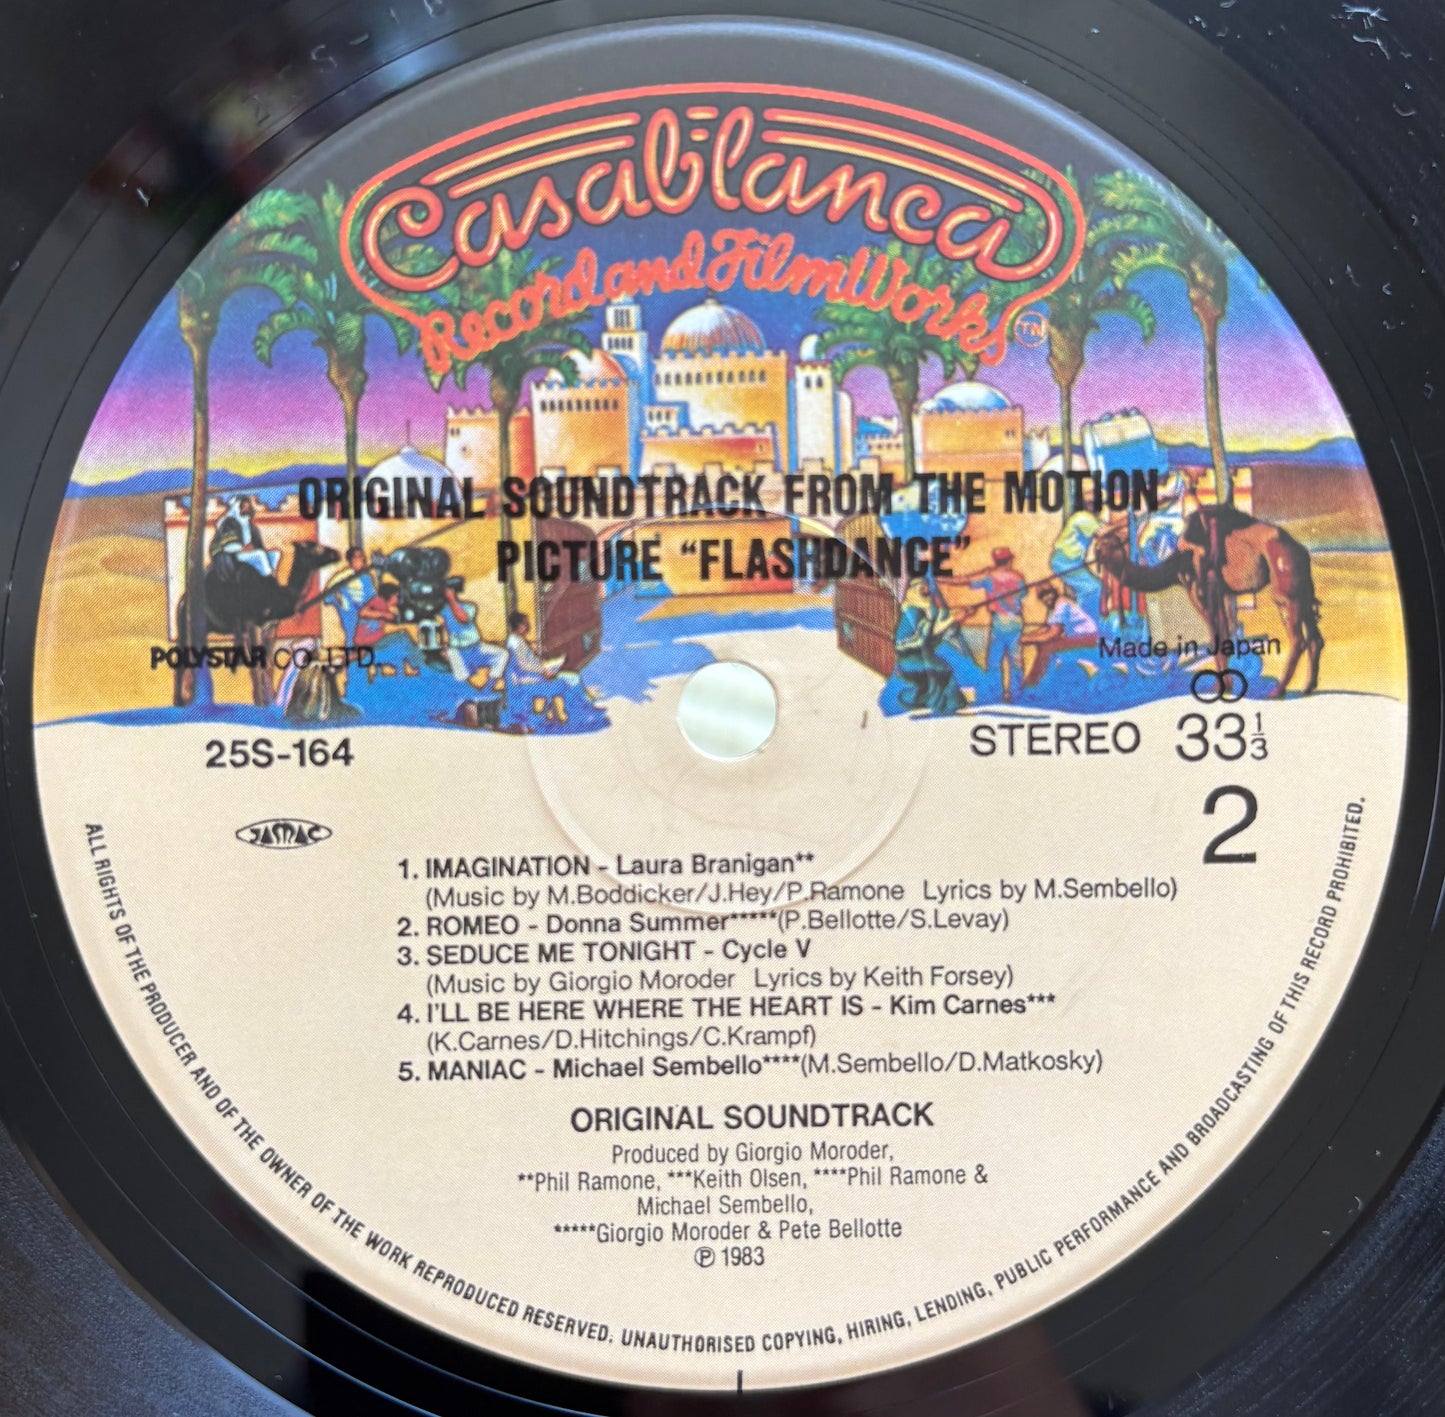 Casablanca
Record and FilmWorks
TM
ORIGINAL SOUNDTRACK FROM THE MOTION
PICTURE “FLASHDANCE”
POLYSTAR CO., LTD.
Made in Japan
25S-164
STEREO 33⅓
JASRAC
2
1. IMAGINATION - Laura Branigan**
(Music by M.Boddicker/J.Hey/P.Ramone Lyrics by M.Sembello)
2. ROMEO - Donna Summer*****(P.Bellotte/S.Levay)
3. SEDUCE ME TONIGHT - Cycle V
(Music by Giorgio Moroder Lyrics by Keith Forsey)
4. I'LL BE HERE WHERE THE HEART IS - Kim Carnes***
(K.Carnes/D.Hitchings/C.Krampf)
5. MANIAC - Michael Sembello****(M.Sembello/D.Matkosky)
ORIGINAL SOUNDTRACK
Produced by Giorgio Moroder,
**Phil Ramone, ***Keith Olsen, ****Phil Ramone &
Michael Sembello,
*****Giorgio Moroder & Pete Bellotte
℗ 1983
ALL RIGHTS OF THE PRODUCER AND OF THE OWNER OF THE WORK REPRODUCED RESERVED. UNAUTHORISED COPYING, HIRING, LENDING, PUBLIC PERFORMANCE AND BROADCASTING OF THIS RECORD PROHIBITED.